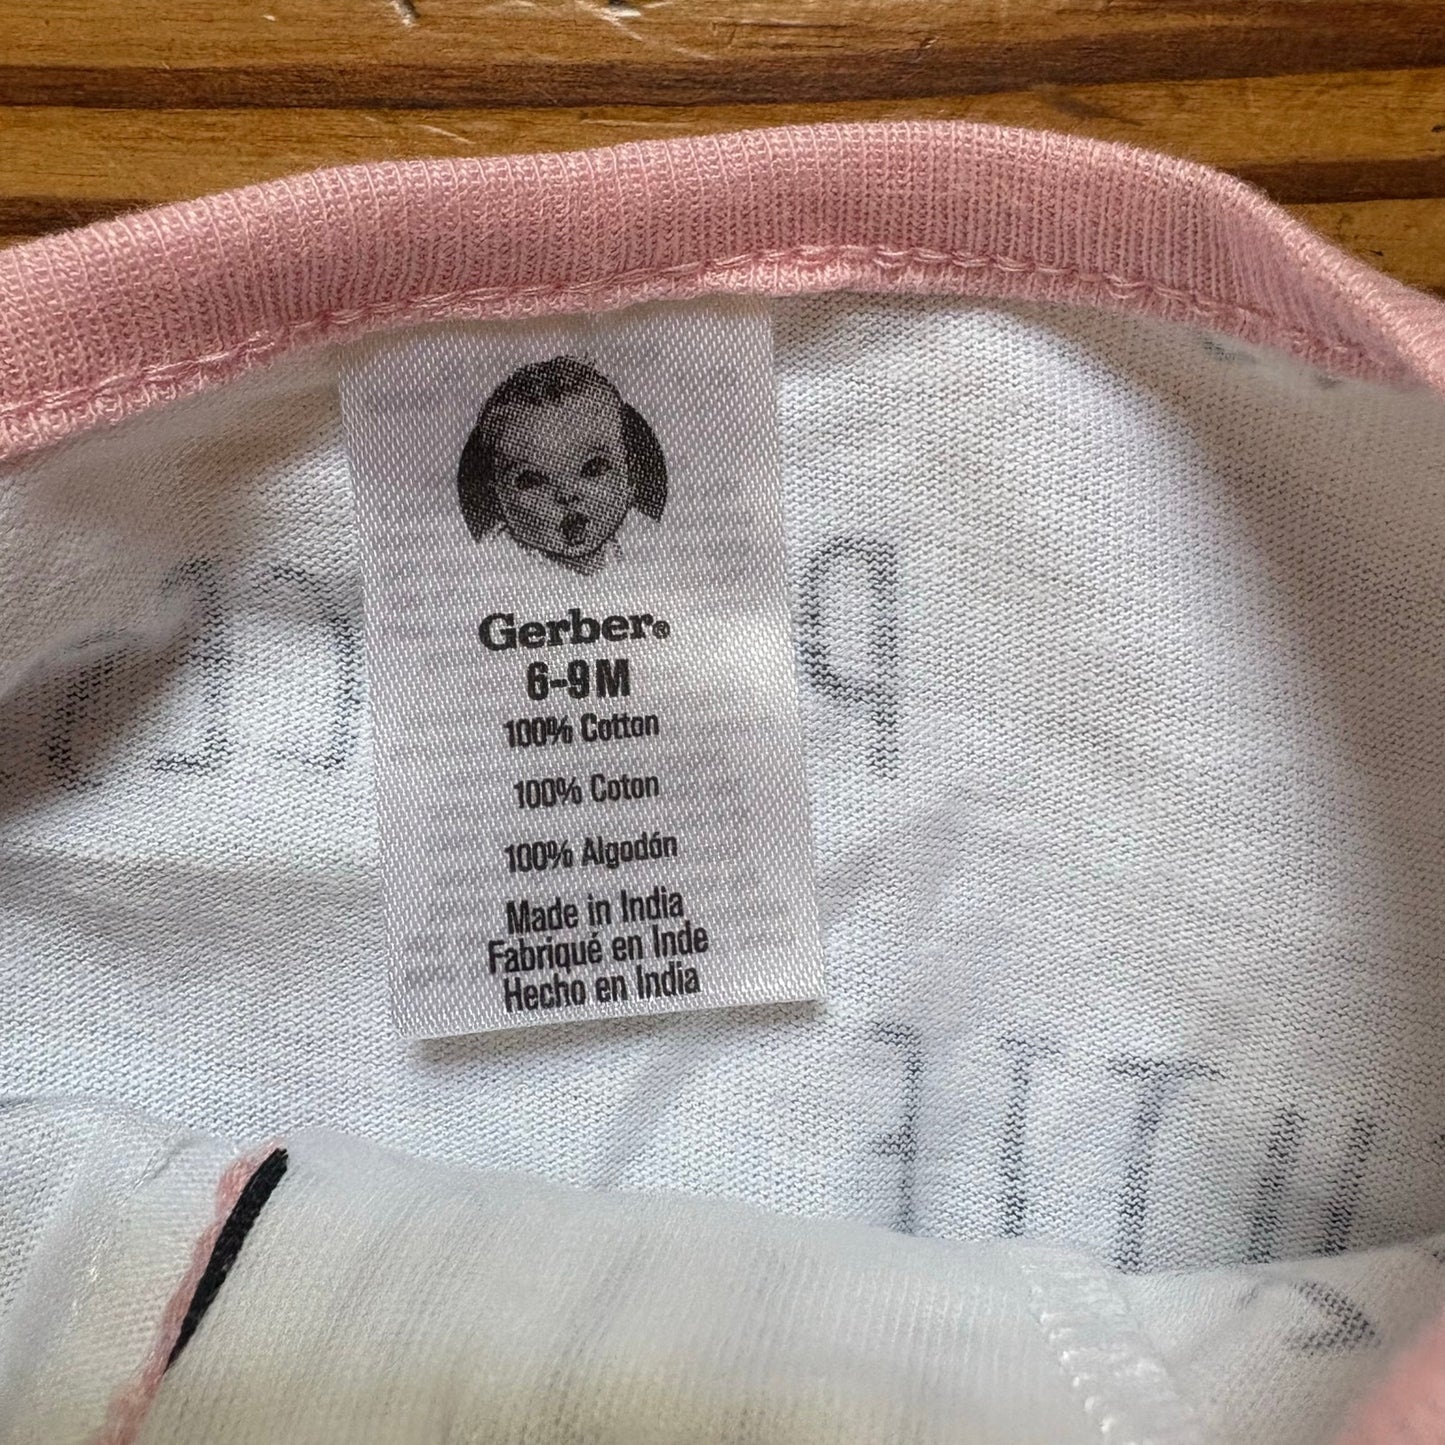 Gerber®
6-9M
100% Cotton
100% Coton
100% Algodón
Made in India
Fabriqué en Inde
Hecho en India